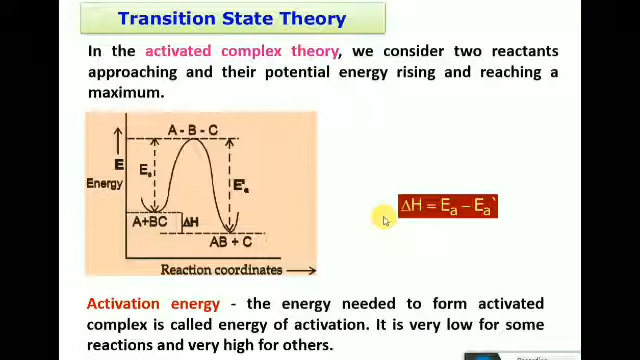 Transition State Theory
In the activated complex theory, we consider two reactants
approaching and their potential energy rising and reaching a
maximum.
A - B - C
E
Energy
Eₐ
E'ₐ
A+BC
ΔH
AB + C
Reaction coordinates
ΔH = Eₐ – Eₐ`
Activation energy - the energy needed to form activated
complex is called energy of activation. It is very low for some
reactions and very high for others.